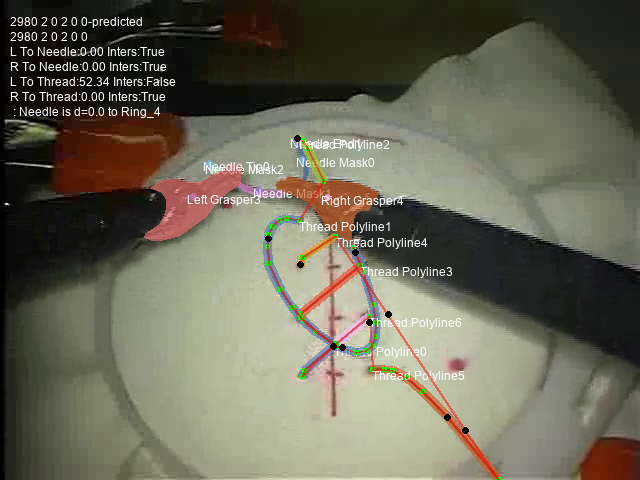 2980 2 0 2 0 0-predicted
2980 2 0 2 0 0
L To Needle:0.00 Inters:True
R To Needle:0.00 Inters:True
L To Thread:52.34 Inters:False
R To Thread:0.00 Inters:True
: Needle is d=0.0 to Ring_4
Thread Polyline2
Needle Mask0
Needle Tip0
Needle Mask1
Left Grasper3
Right Grasper4
Thread Polyline1
Thread Polyline4
Thread Polyline3
Thread Polyline6
Thread Polyline0
Thread Polyline5